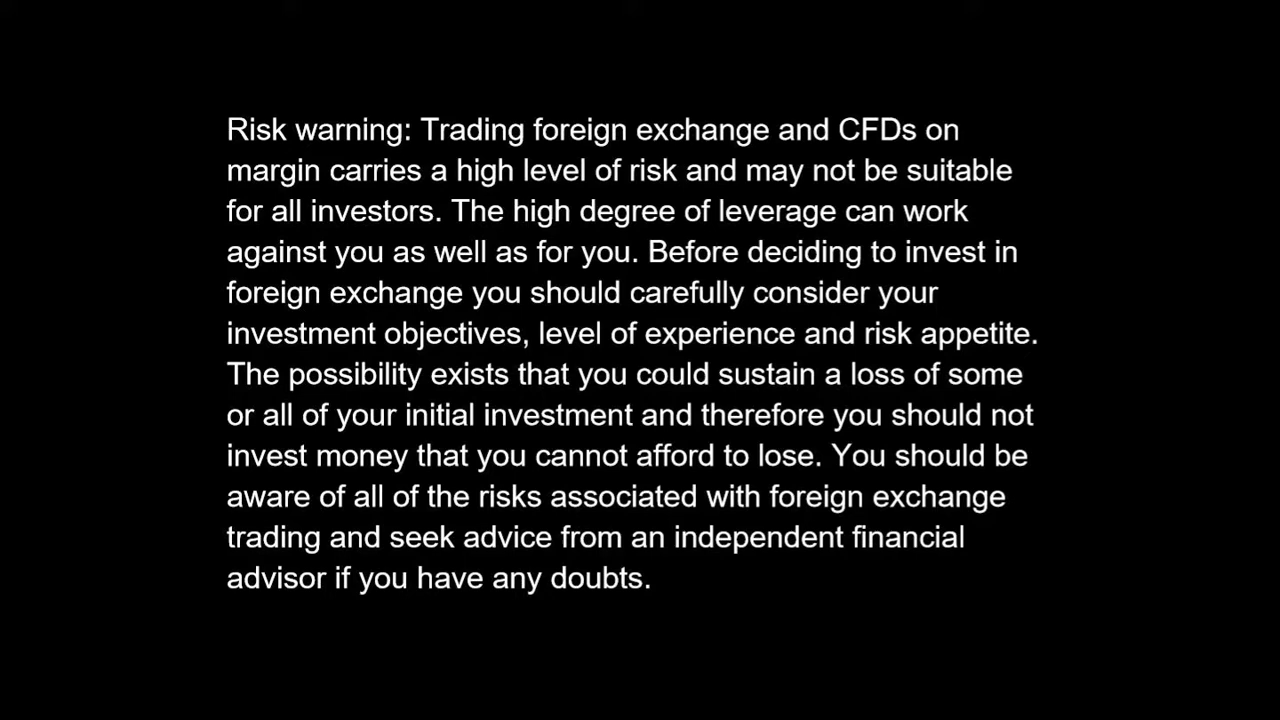 Risk warning: Trading foreign exchange and CFDs on
margin carries a high level of risk and may not be suitable
for all investors. The high degree of leverage can work
against you as well as for you. Before deciding to invest in
foreign exchange you should carefully consider your
investment objectives, level of experience and risk appetite.
The possibility exists that you could sustain a loss of some
or all of your initial investment and therefore you should not
invest money that you cannot afford to lose. You should be
aware of all of the risks associated with foreign exchange
trading and seek advice from an independent financial
advisor if you have any doubts.